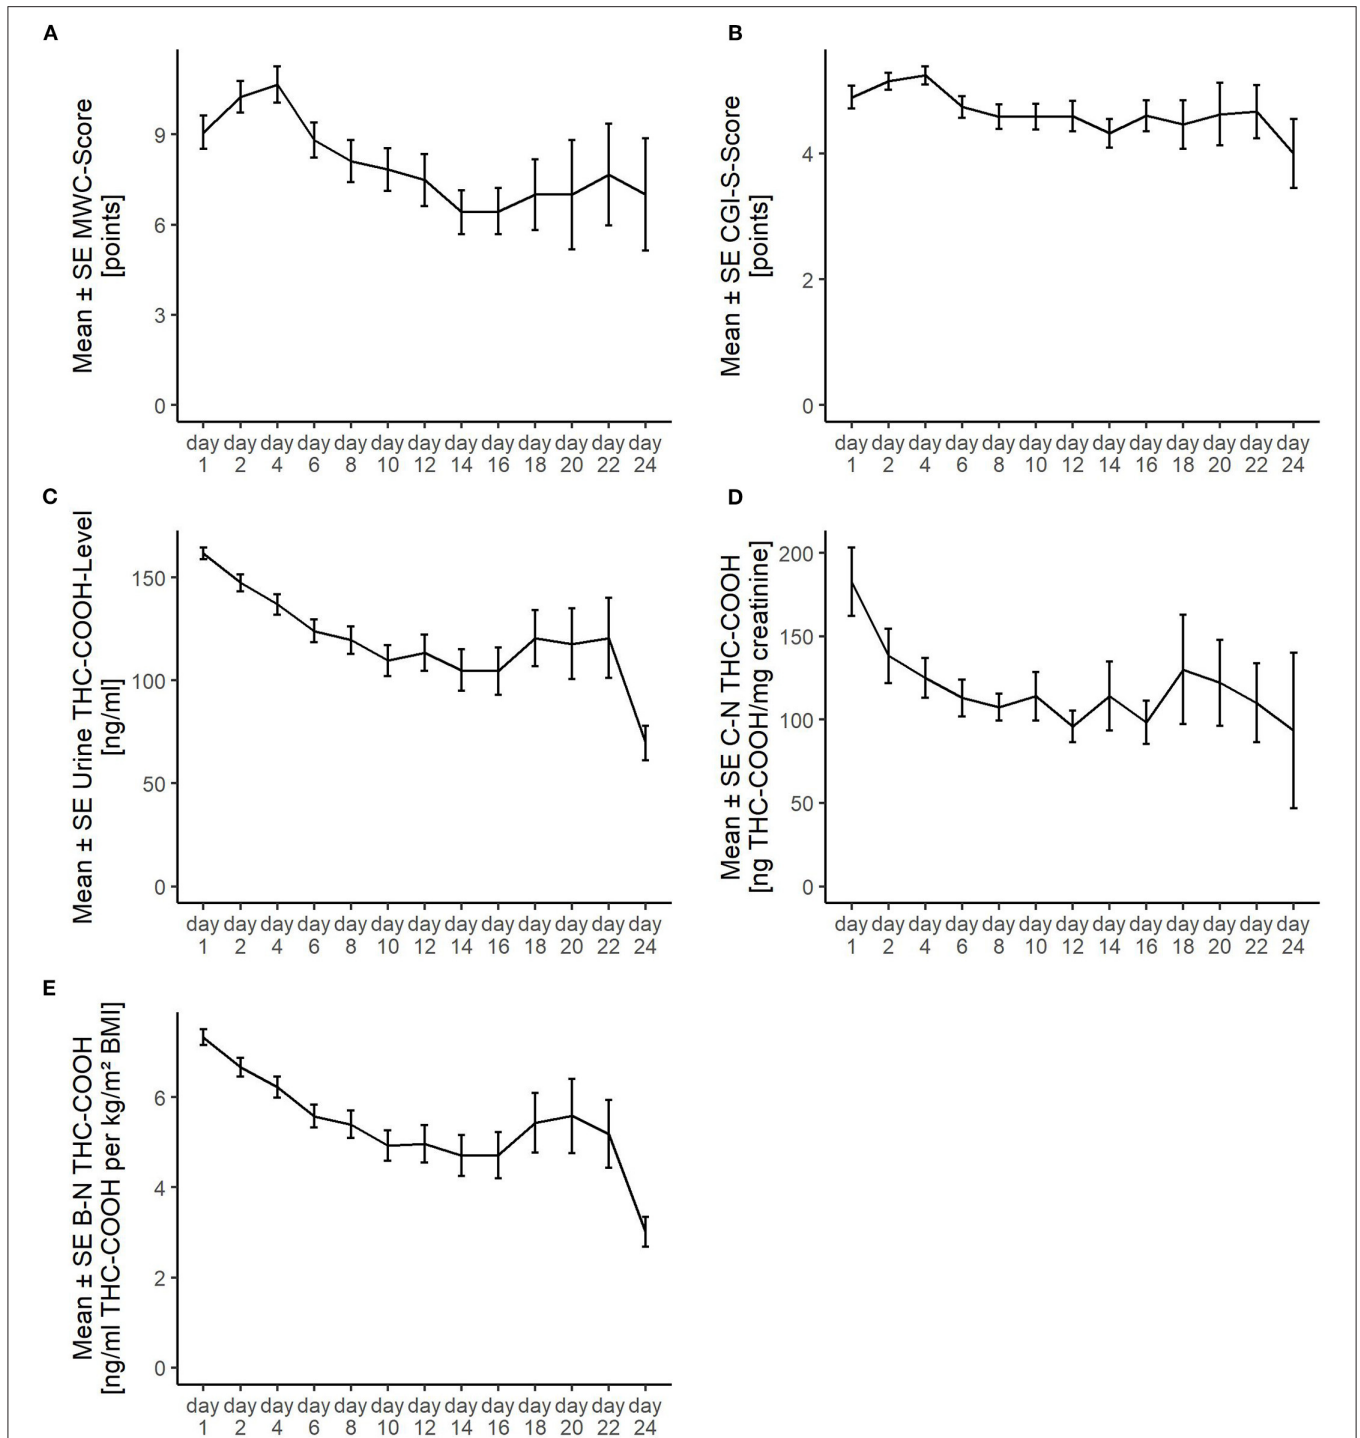 A
Mean ± SE MWC-Score
[points]
9
6
3
0
day day day day day day day day day day day day day
1 2 4 6 8 10 12 14 16 18 20 22 24
B
Mean ± SE CGI-S-Score
[points]
4
2
0
day day day day day day day day day day day day day
1 2 4 6 8 10 12 14 16 18 20 22 24
C
Mean ± SE Urine THC-COOH-Level
[ng/ml]
150
100
50
0
day day day day day day day day day day day day day
1 2 4 6 8 10 12 14 16 18 20 22 24
D
Mean ± SE C-N THC-COOH
[ng THC-COOH/mg creatinine]
200
150
100
50
0
day day day day day day day day day day day day day
1 2 4 6 8 10 12 14 16 18 20 22 24
E
Mean ± SE B-N THC-COOH
[ng/ml THC-COOH per kg/m² BMI]
6
4
2
0
day day day day day day day day day day day day day
1 2 4 6 8 10 12 14 16 18 20 22 24